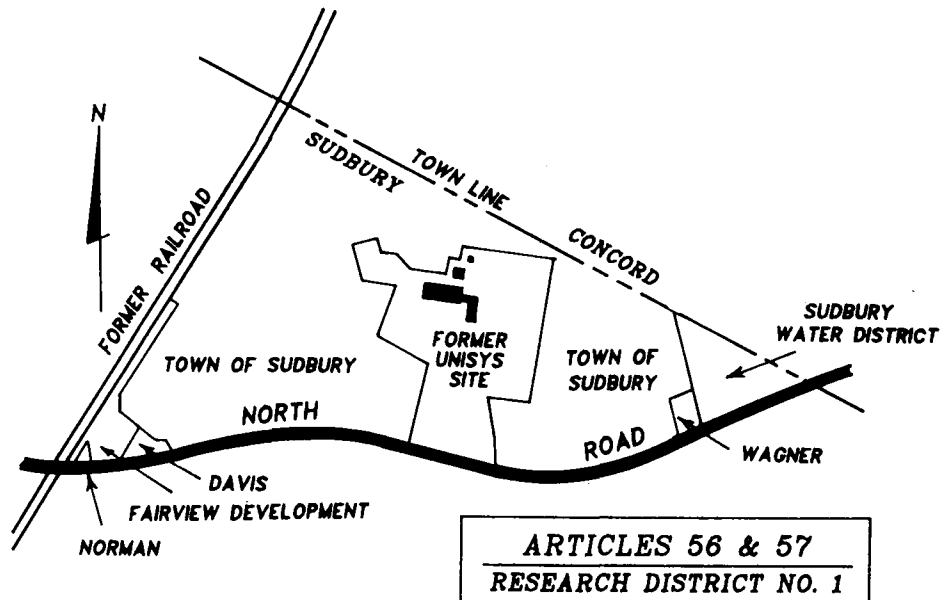 N
FORMER RAILROAD
SUDBURY
TOWN LINE
CONCORD
SUDBURY
WATER DISTRICT
FORMER
UNISYS
SITE
TOWN OF SUDBURY
TOWN OF
SUDBURY
NORTH
ROAD
WAGNER
DAVIS
FAIRVIEW DEVELOPMENT
NORMAN
ARTICLES 56 & 57
RESEARCH DISTRICT NO. 1